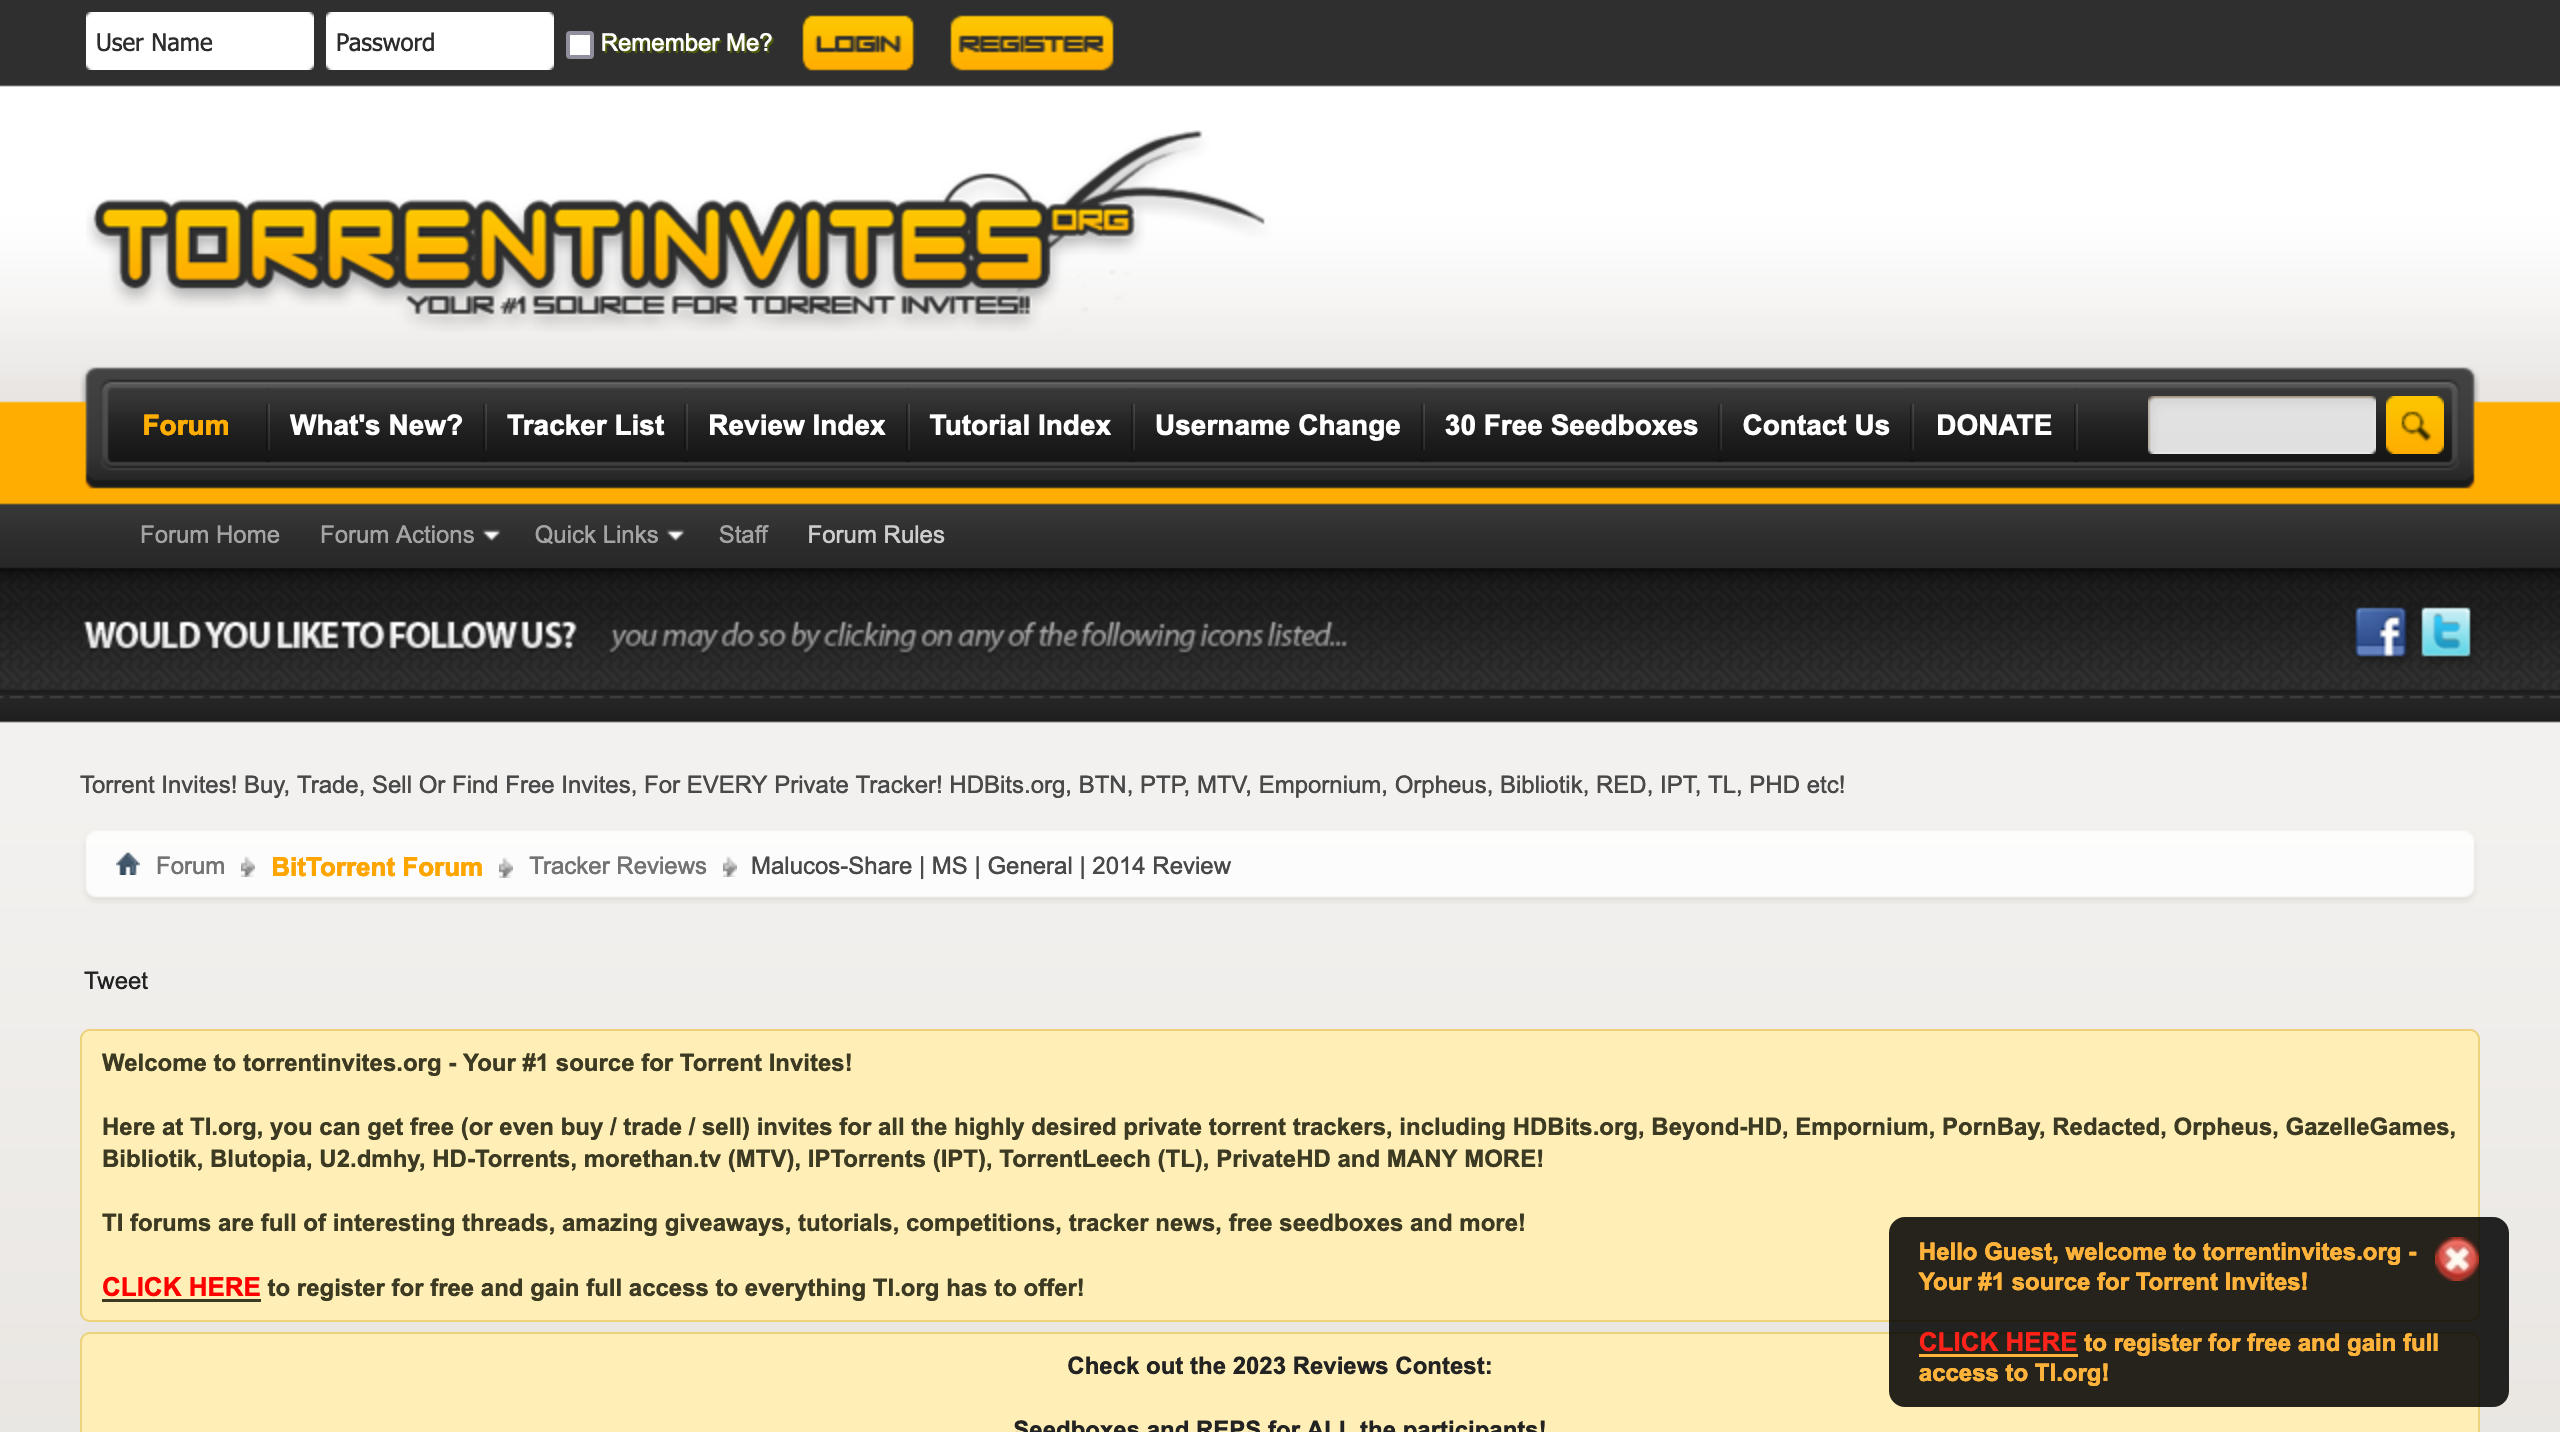 User Name Password Remember Me? LOGIN REGISTER
TORRENTINVITES ORG
YOUR #1 SOURCE FOR TORRENT INVITES!!
Forum What's New? Tracker List Review Index Tutorial Index Username Change 30 Free Seedboxes Contact Us DONATE
Forum Home Forum Actions Quick Links Staff Forum Rules
WOULD YOU LIKE TO FOLLOW US? you may do so by clicking on any of the following icons listed...
Torrent Invites! Buy, Trade, Sell Or Find Free Invites, For EVERY Private Tracker! HDBits.org, BTN, PTP, MTV, Empornium, Orpheus, Bibliotik, RED, IPT, TL, PHD etc!
Forum BitTorrent Forum Tracker Reviews Malucos-Share | MS | General | 2014 Review
Tweet
Welcome to torrentinvites.org - Your #1 source for Torrent Invites!
Here at TI.org, you can get free (or even buy / trade / sell) invites for all the highly desired private torrent trackers, including HDBits.org, Beyond-HD, Empornium, PornBay, Redacted, Orpheus, GazelleGames,
Bibliotik, Blutopia, U2.dmhy, HD-Torrents, morethan.tv (MTV), IPTorrents (IPT), TorrentLeech (TL), PrivateHD and MANY MORE!
TI forums are full of interesting threads, amazing giveaways, tutorials, competitions, tracker news, free seedboxes and more!
CLICK HERE to register for free and gain full access to everything TI.org has to offer!
Check out the 2023 Reviews Contest:
Seedboxes and REPS for ALL the participants!
Hello Guest, welcome to torrentinvites.org -
Your #1 source for Torrent Invites!
CLICK HERE to register for free and gain full
access to TI.org!